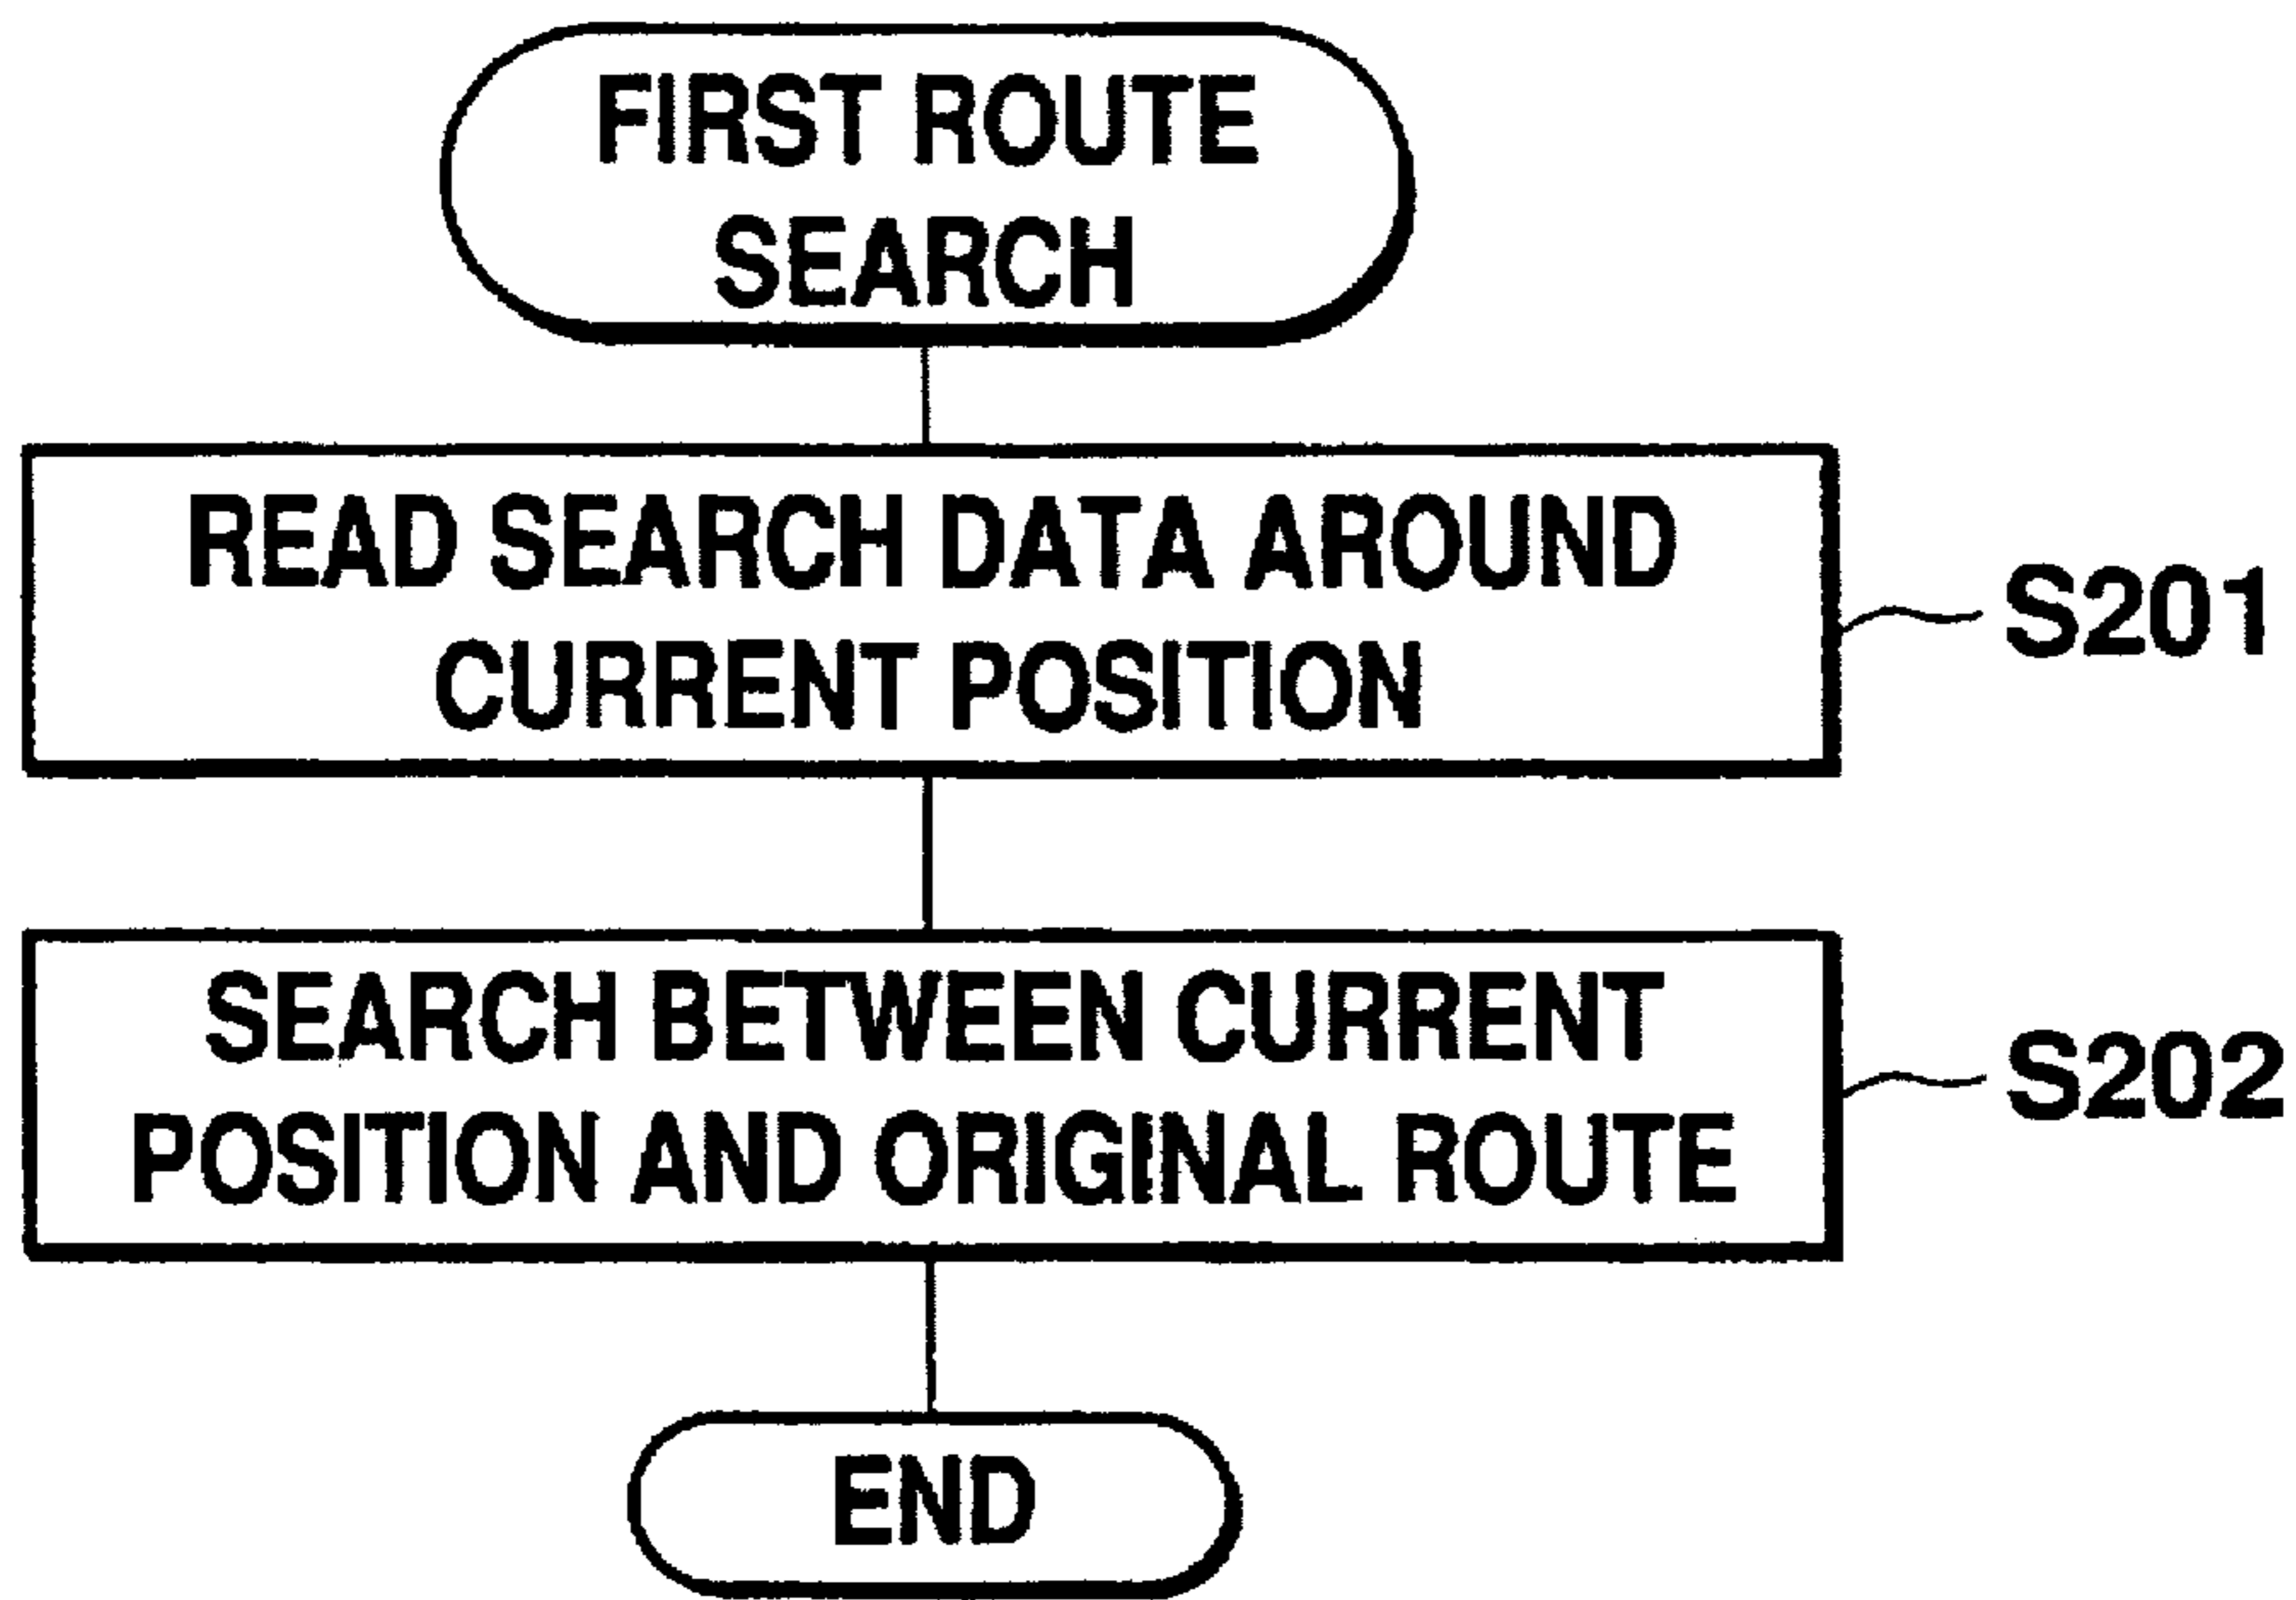 FIRST ROUTE
SEARCH
READ SEARCH DATA AROUND
CURRENT POSITION
S201
SEARCH BETWEEN CURRENT
POSITION AND ORIGINAL ROUTE
S202
END